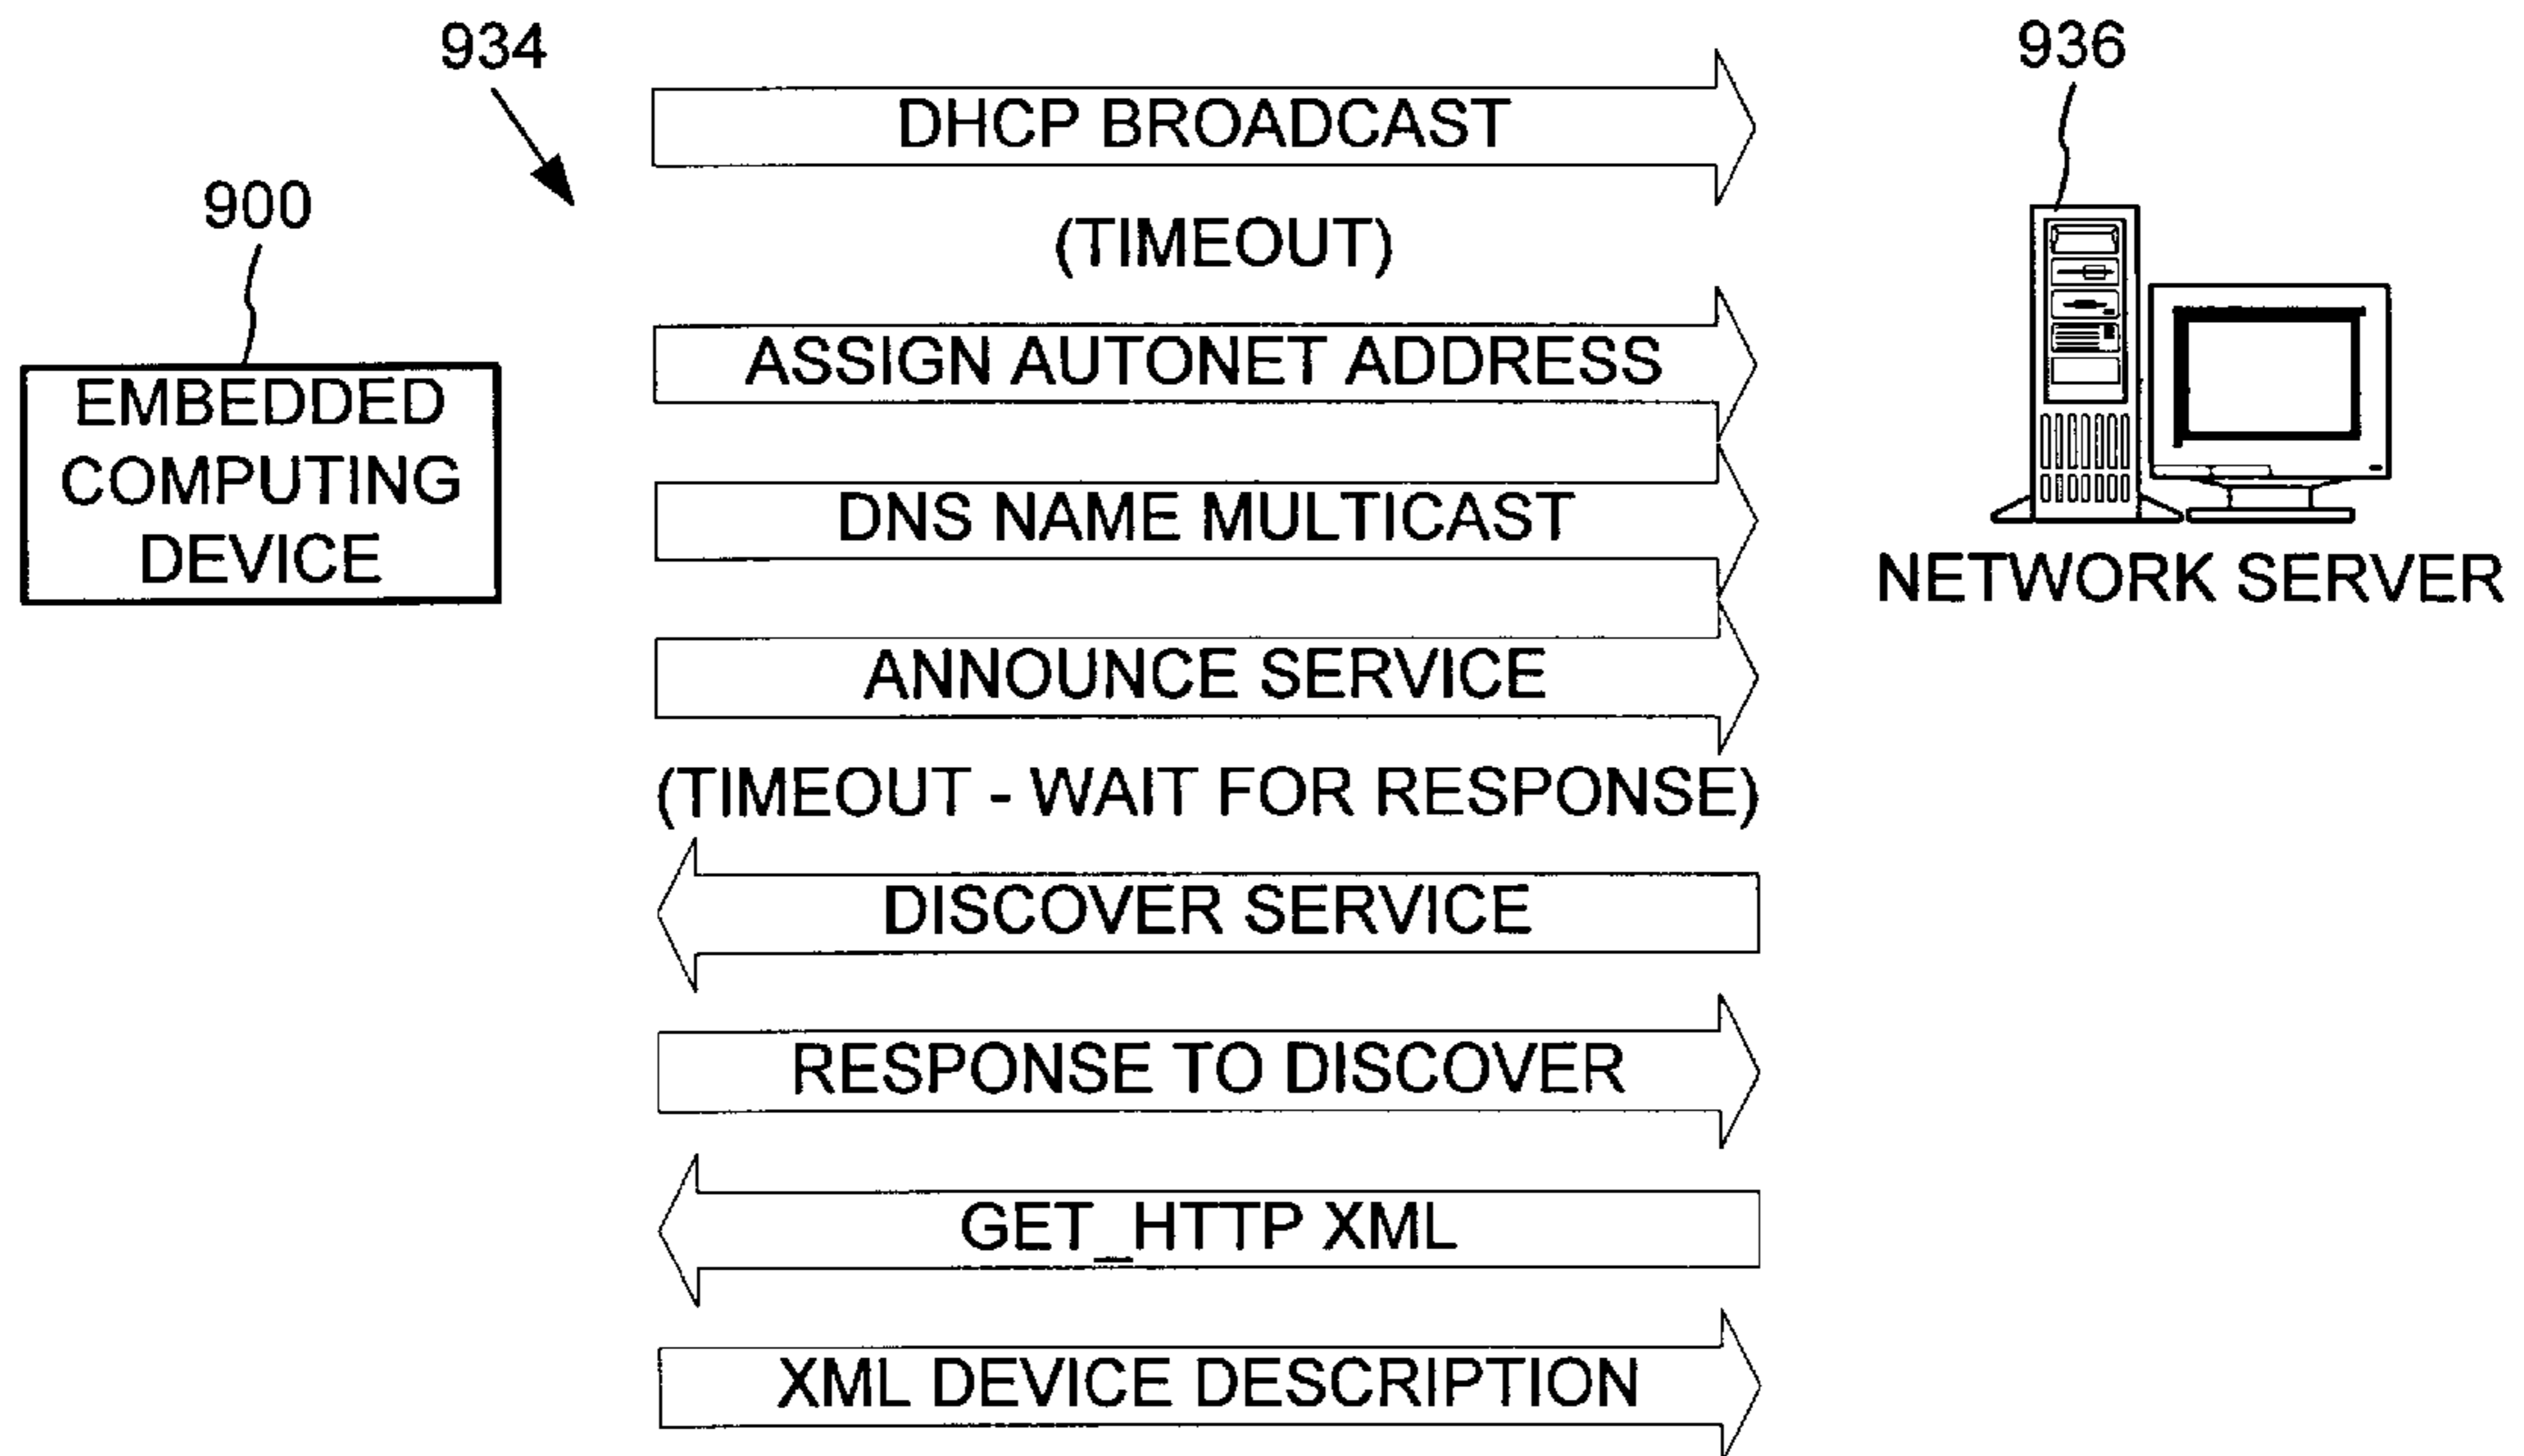 934
936
DHCP BROADCAST
900
(TIMEOUT)
ASSIGN AUTONET ADDRESS
EMBEDDED
COMPUTING
DEVICE
DNS NAME MULTICAST
NETWORK SERVER
ANNOUNCE SERVICE
(TIMEOUT - WAIT FOR RESPONSE)
DISCOVER SERVICE
RESPONSE TO DISCOVER
GET_HTTP XML
XML DEVICE DESCRIPTION